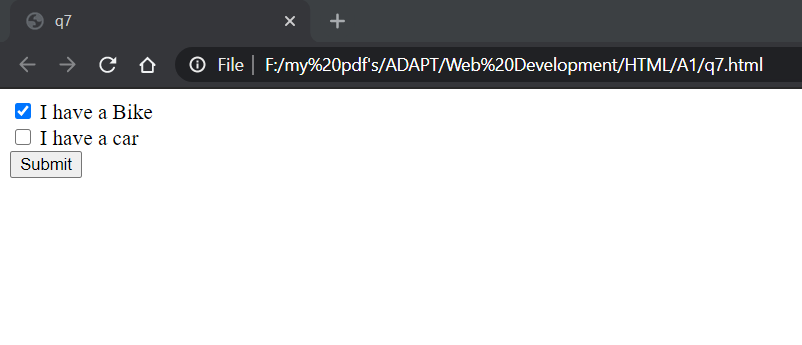 q7
File F:/my%20pdf's/ADAPT/Web%20Development/HTML/A1/q7.html
I have a Bike
I have a car
Submit